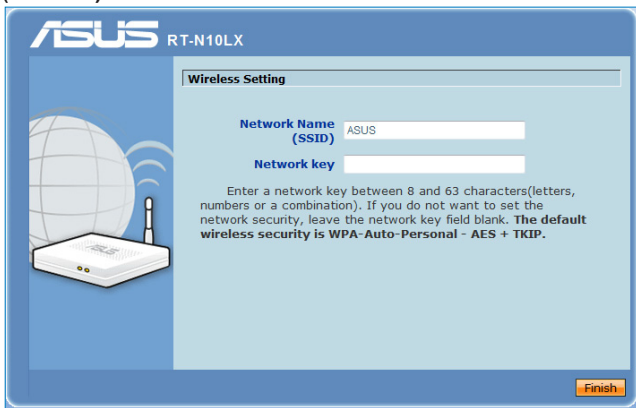 ASUS RT-N10LX
Wireless Setting
Network Name
(SSID)
ASUS
Network key
Enter a network key between 8 and 63 characters(letters,
numbers or a combination). If you do not want to set the
network security, leave the network key field blank. The default
wireless security is WPA-Auto-Personal - AES + TKIP.
ASUS
Finish